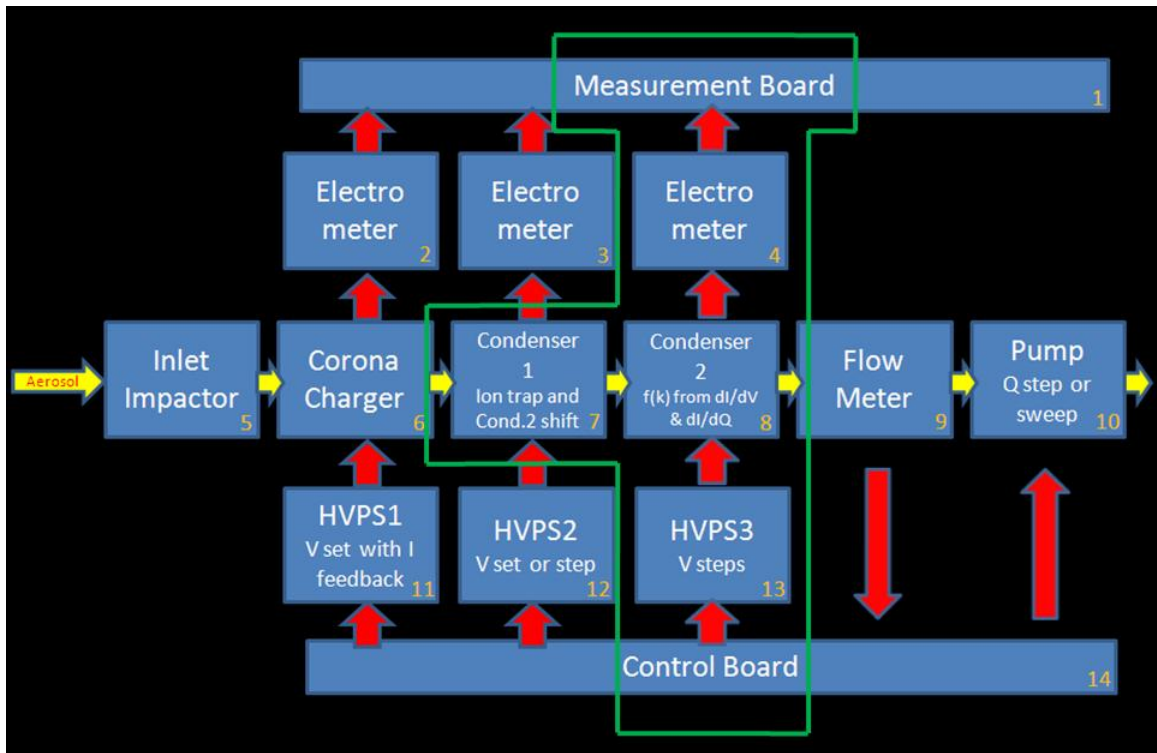 Measurement Board
1
Electro
meter
2
Electro
meter
3
Electro
meter
4
Aerosol
Inlet
Impactor
5
Corona
Charger
6
Condenser
1
Ion trap and
Cond.2 shift
7
Condenser
2
f(k) from dI/dV
& dI/dQ
8
Flow
Meter
9
Pump
Q step or
sweep
10
HVPS1
V set with I
feedback
11
HVPS2
V set or step
12
HVPS3
V steps
13
Control Board
14